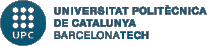 UPC
UNIVERSITAT POLITÈCNICA
DE CATALUNYA
BARCELONATECH